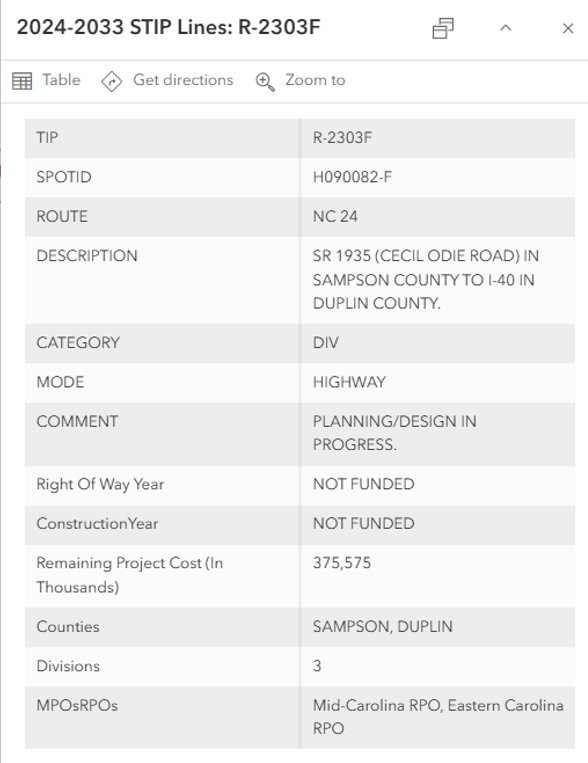 2024-2033 STIP Lines: R-2303F
Table Get directions Zoom to
TIP R-2303F
SPOTID H090082-F
ROUTE NC 24
DESCRIPTION SR 1935 (CECIL ODIE ROAD) IN
SAMPSON COUNTY TO I-40 IN
DUPLIN COUNTY.
CATEGORY DIV
MODE HIGHWAY
COMMENT PLANNING/DESIGN IN
PROGRESS.
Right Of Way Year NOT FUNDED
ConstructionYear NOT FUNDED
Remaining Project Cost (In 375,575
Thousands)
Counties SAMPSON, DUPLIN
Divisions 3
MPOsRPOs Mid-Carolina RPO, Eastern Carolina
RPO